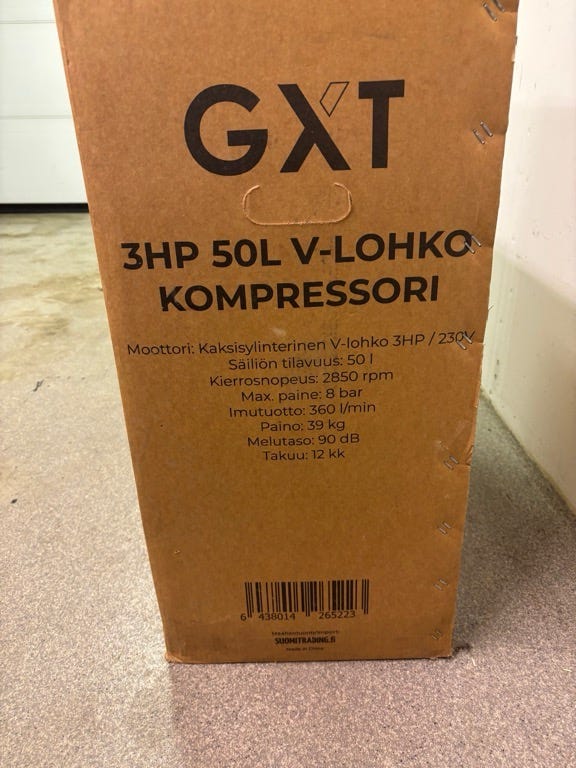 GXT
3HP 50L V-LOHKO
KOMPRESSORI
Moottori: Kaksisylinterinen V-lohko 3HP / 230V
Säiliön tilavuus: 50 l
Kierrosnopeus: 2850 rpm
Max. paine: 8 bar
Imutuotto: 360 l/min
Paino: 39 kg
Melutaso: 90 dB
Takuu: 12 kk
6 438014 265223
Maahantuonti/Import:
SUOMITRADING.fi
Made in China